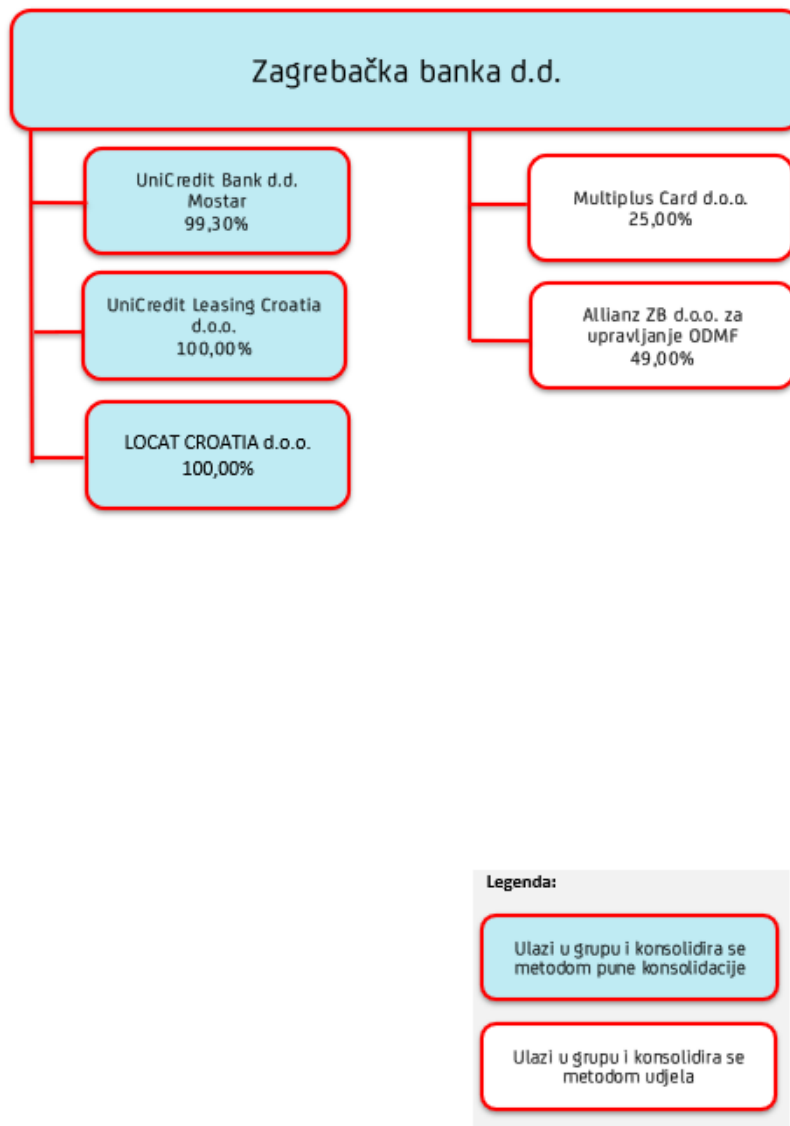 Zagrebačka banka d.d.
UniCredit Bank d.d.
Mostar
99,30%
UniCredit Leasing Croatia
d.o.o.
100,00%
LOCAT CROATIA d.o.o.
100,00%
Multiplus Card d.o.o.
25,00%
Allianz ZB d.o.o. za
upravljanje ODMF
49,00%
Legenda:
Ulazi u grupu i konsolidira se
metodom pune konsolidacije
Ulazi u grupu i konsolidira se
metodom udjela